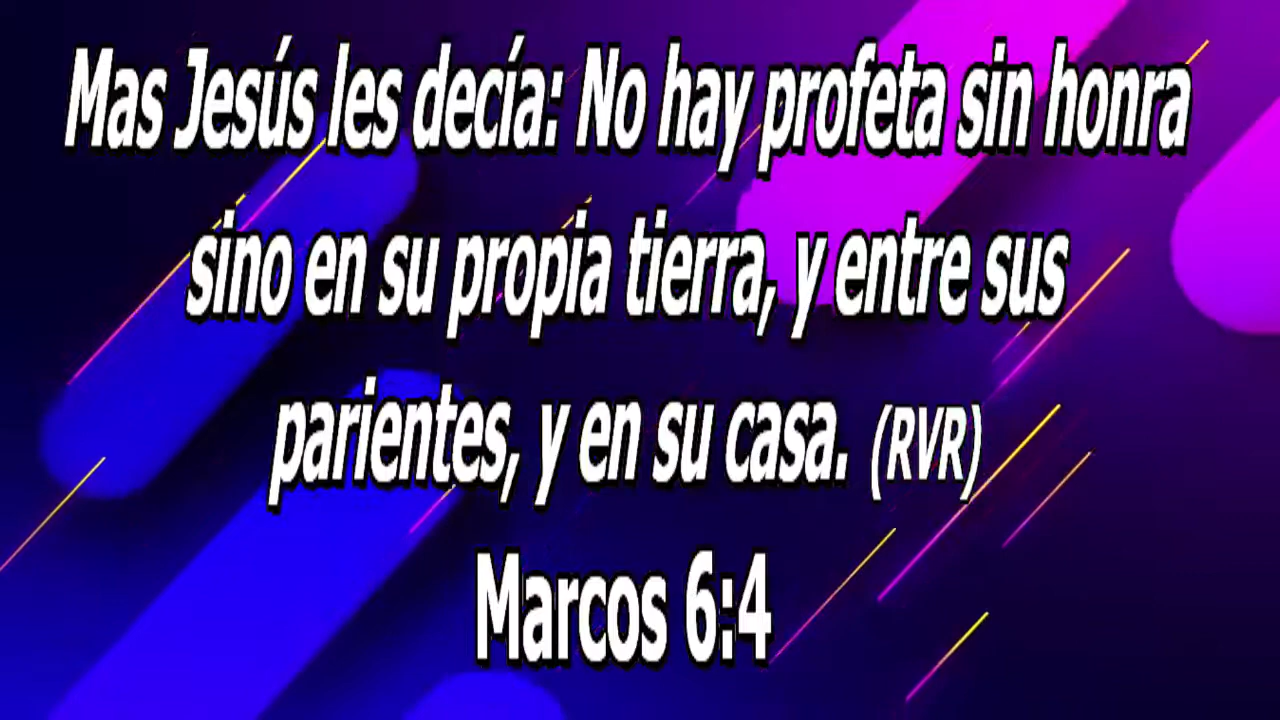 Mas Jesús les decía: No hay profeta sin honra
sino en su propia tierra, y entre sus
parientes, y en su casa. (RVR)
Marcos 6:4